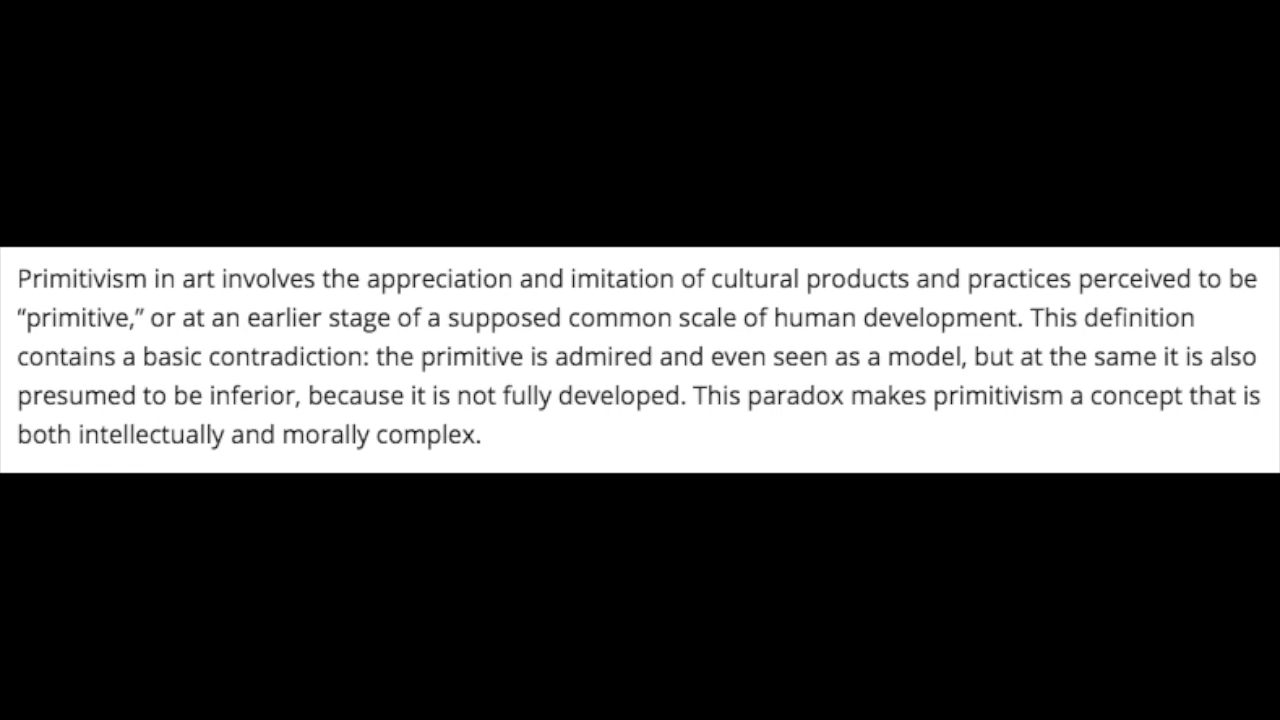 Primitivism in art involves the appreciation and imitation of cultural products and practices perceived to be
“primitive,” or at an earlier stage of a supposed common scale of human development. This definition
contains a basic contradiction: the primitive is admired and even seen as a model, but at the same it is also
presumed to be inferior, because it is not fully developed. This paradox makes primitivism a concept that is
both intellectually and morally complex.